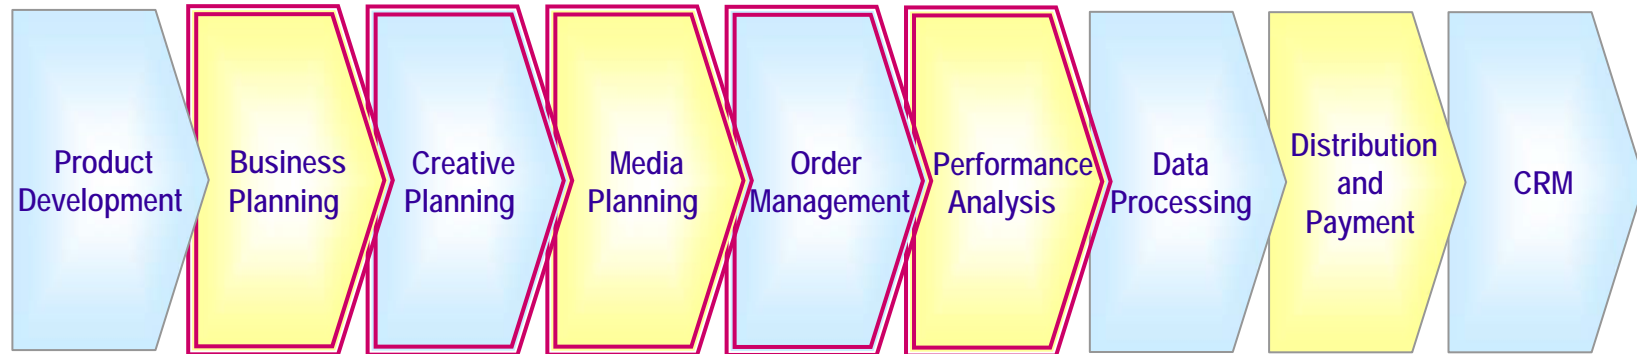 Product
Development
Business
Planning
Creative
Planning
Media
Planning
Order
Management
Performance
Analysis
Data
Processing
Distribution
and
Payment
CRM